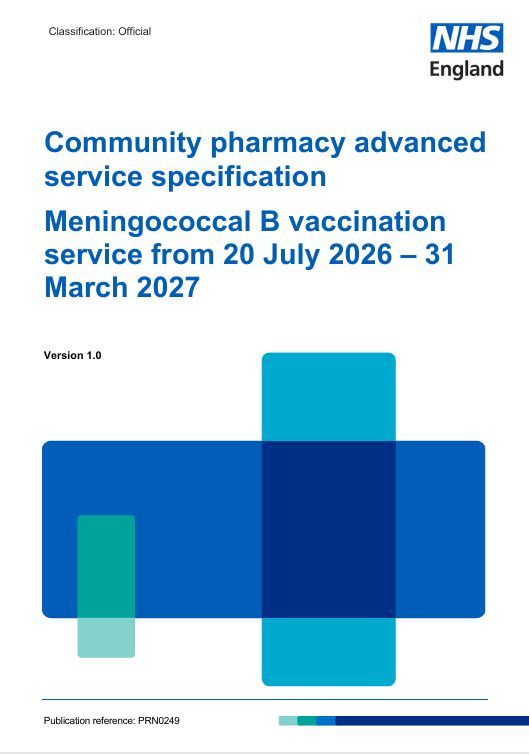 Classification: Official
NHS
England
Community pharmacy advanced
service specification
Meningococcal B vaccination
service from 20 July 2026 – 31
March 2027
Version 1.0
Publication reference: PRN0249